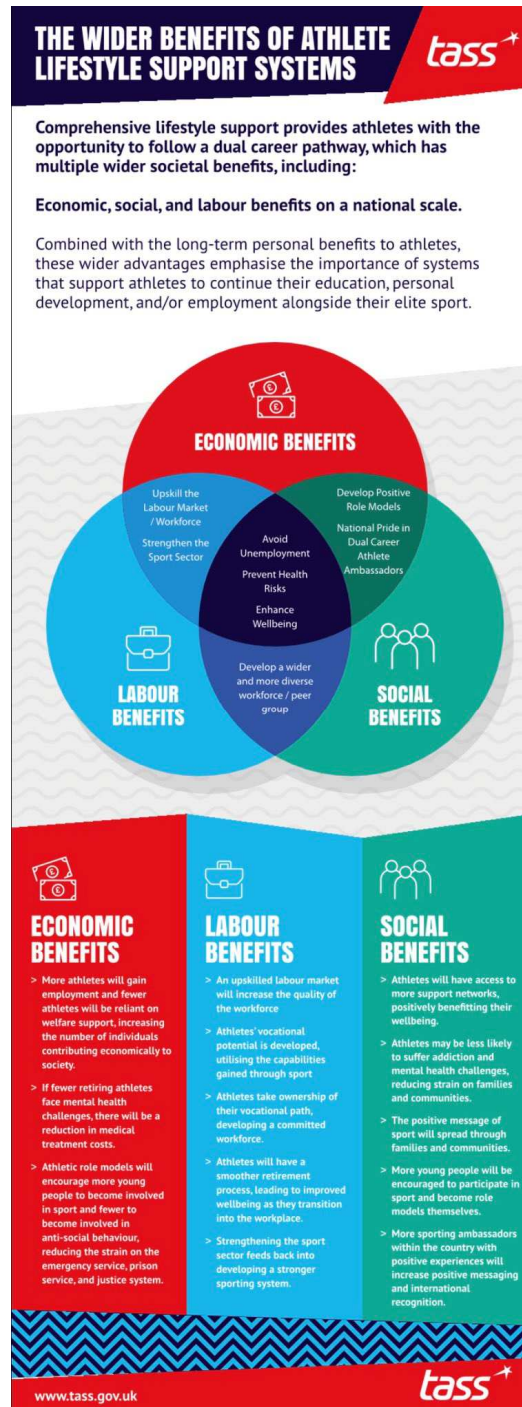 THE WIDER BENEFITS OF ATHLETE
LIFESTYLE SUPPORT SYSTEMS
tass
Comprehensive lifestyle support provides athletes with the
opportunity to follow a dual career pathway, which has
multiple wider societal benefits, including:
Economic, social, and labour benefits on a national scale.
Combined with the long-term personal benefits to athletes,
these wider advantages emphasise the importance of systems
that support athletes to continue their education, personal
development, and/or employment alongside their elite sport.
£
£
ECONOMIC BENEFITS
Upskill the
Labour Market
/ Workforce
Strengthen the
Sport Sector
Develop Positive
Role Models
National Pride in
Dual Career
Athlete
Ambassadors
Avoid
Unemployment
Prevent Health
Risks
Enhance
Wellbeing
LABOUR
BENEFITS
Develop a wider
and more diverse
workforce / peer
group
SOCIAL
BENEFITS
£
£
ECONOMIC
BENEFITS
> More athletes will gain
employment and fewer
athletes will be reliant on
welfare support, increasing
the number of individuals
contributing economically to
society.
> If fewer retiring athletes
face mental health
challenges, there will be a
reduction in medical
treatment costs.
> Athletic role models will
encourage more young
people to become involved
in sport and fewer to
become involved in
anti-social behaviour,
reducing the strain on the
emergency service, prison
service, and justice system.
LABOUR
BENEFITS
> An upskilled labour market
will increase the quality of
the workforce
> Athletes' vocational
potential is developed,
utilising the capabilities
gained through sport
> Athletes take ownership of
their vocational path,
developing a committed
workforce.
> Athletes will have a
smoother retirement
process, leading to improved
wellbeing as they transition
into the workplace.
> Strengthening the sport
sector feeds back into
developing a stronger
sporting system.
SOCIAL
BENEFITS
> Athletes will have access to
more support networks,
positively benefitting their
wellbeing.
> Athletes may be less likely
to suffer addiction and
mental health challenges,
reducing strain on families
and communities.
> The positive message of
sport will spread through
families and communities.
> More young people will be
encouraged to participate in
sport and become role
models themselves.
> More sporting ambassadors
within the country with
positive experiences will
increase positive messaging
and international
recognition.
www.tass.gov.uk
tass